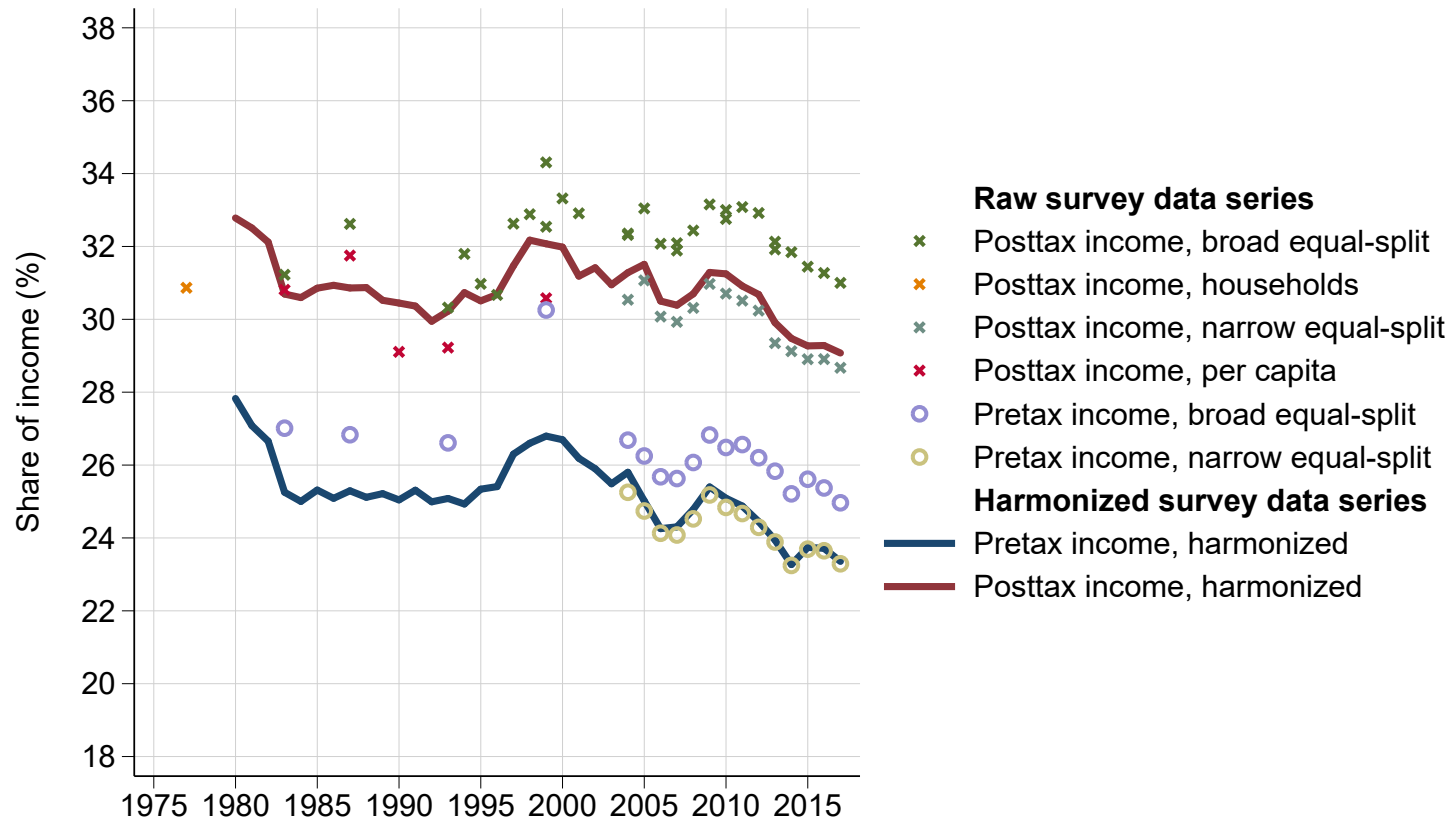 38
36
34
32
30
28
26
24
22
20
18
Share of income (%)
1975 1980 1985 1990 1995 2000 2005 2010 2015
Raw survey data series
Posttax income, broad equal-split
Posttax income, households
Posttax income, narrow equal-split
Posttax income, per capita
Pretax income, broad equal-split
Pretax income, narrow equal-split
Harmonized survey data series
Pretax income, harmonized
Posttax income, harmonized